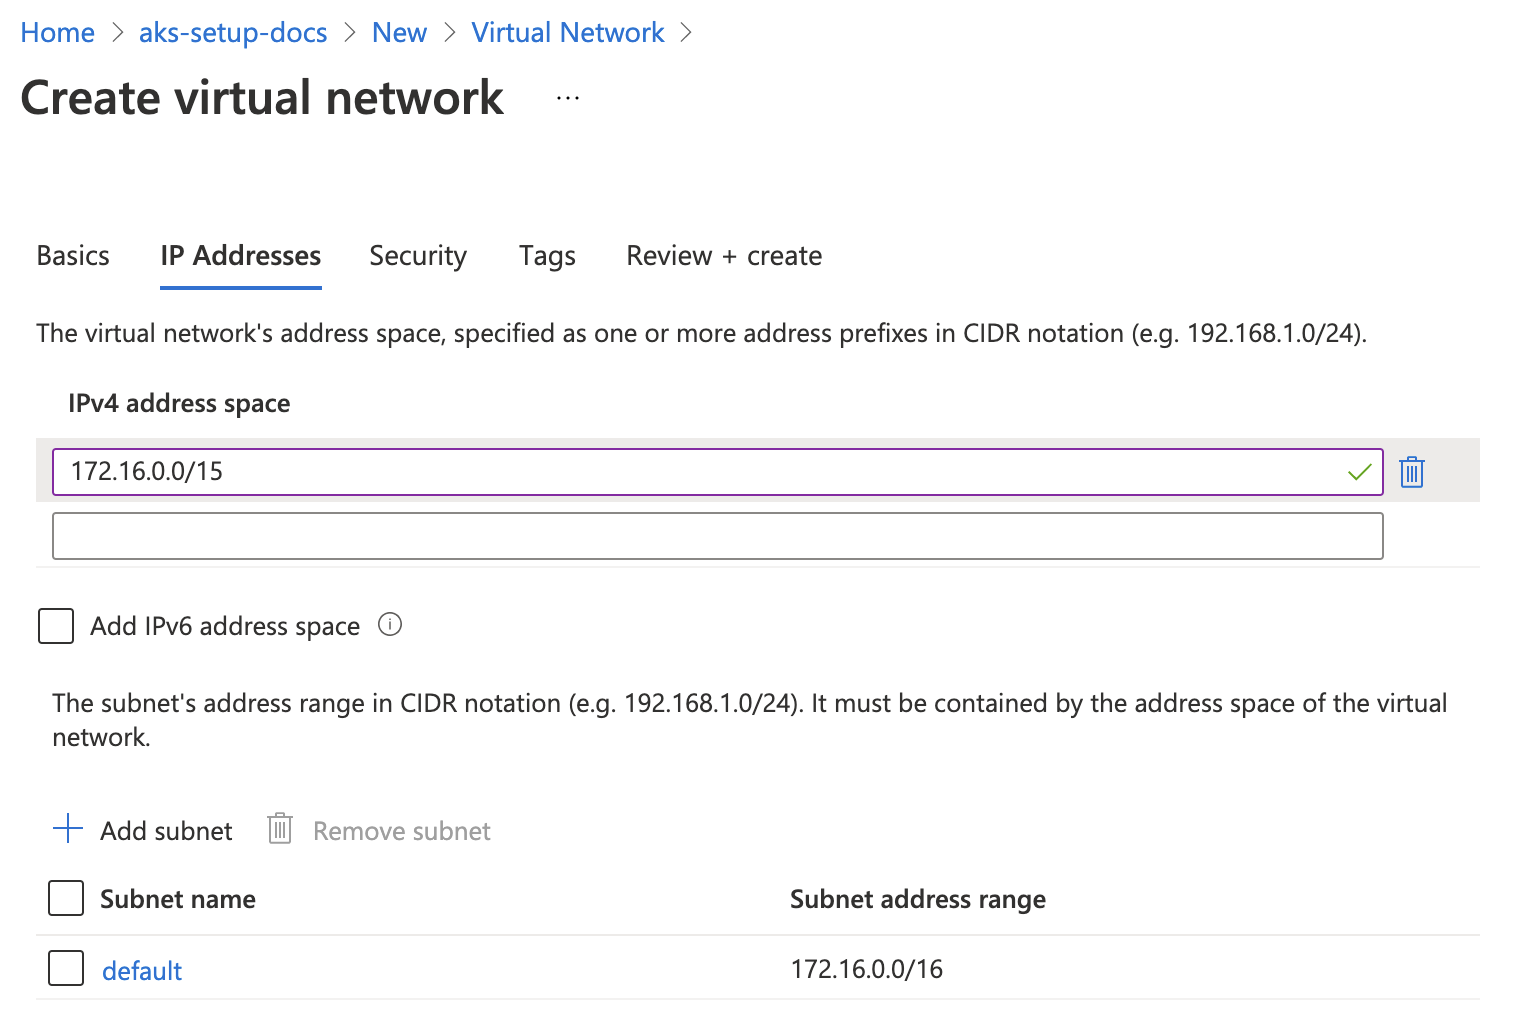 Home > aks-setup-docs > New > Virtual Network >
Create virtual network ...
Basics IP Addresses Security Tags Review + create
The virtual network's address space, specified as one or more address prefixes in CIDR notation (e.g. 192.168.1.0/24).
IPv4 address space
172.16.0.0/15
Add IPv6 address space
The subnet's address range in CIDR notation (e.g. 192.168.1.0/24). It must be contained by the address space of the virtual
network.
Add subnet Remove subnet
Subnet name Subnet address range
default 172.16.0.0/16